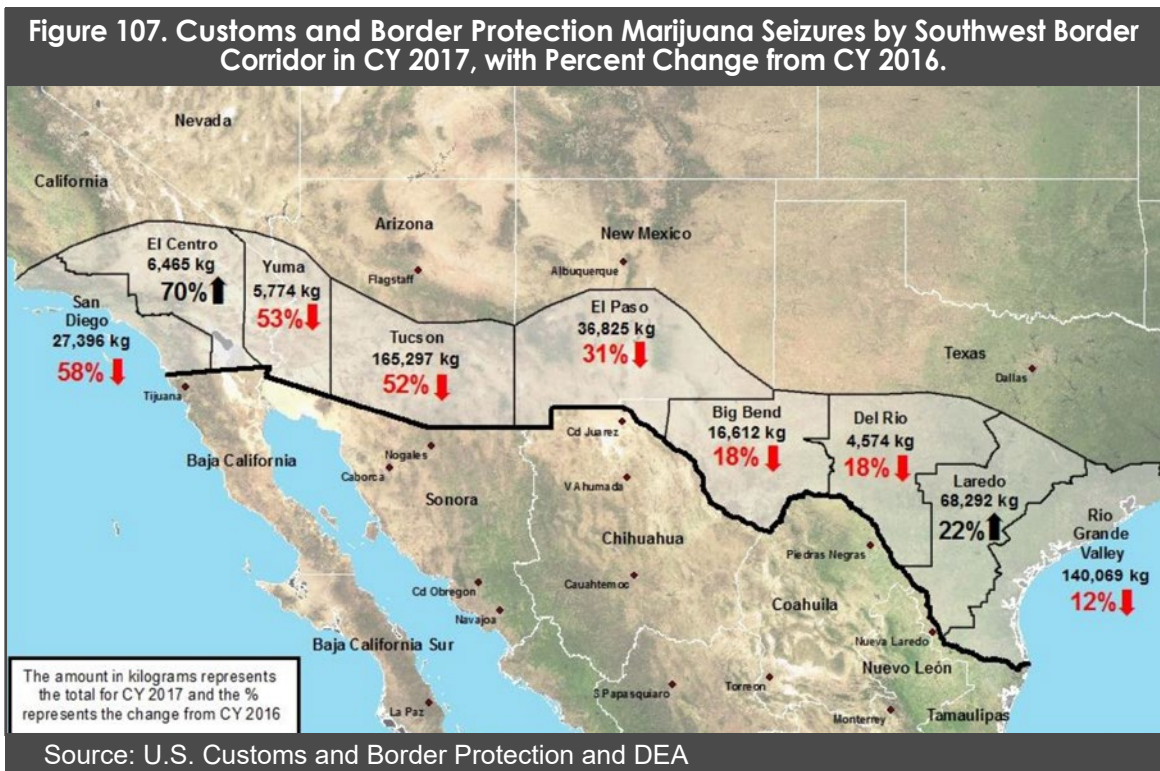 Figure 107. Customs and Border Protection Marijuana Seizures by Southwest Border
Corridor in CY 2017, with Percent Change from CY 2016.
Nevada
California
Arizona
New Mexico
Flagstaff
Albuquerque
El Centro
6,465 kg
70%
Yuma
5,774 kg
53%
San
Diego
27,396 kg
58%
Tucson
165,297 kg
52%
El Paso
36,825 kg
31%
Texas
Dallas
Big Bend
16,612 kg
18%
Del Rio
4,574 kg
18%
Laredo
68,292 kg
22%
Rio
Grande
Valley
140,069 kg
12%
Tijuana
Baja California
Nogales
Caborca
Sonora
Cd Juarez
V Ahumada
Chihuahua
Cauahtemoc
Piedras Negras
Coahuila
Cd Obregon
Navajoa
Baja California Sur
Nueva Laredo
Nuevo León
La Paz
S Papasquiaro
Torreon
Monterrey
Tamaulipas
The amount in kilograms represents
the total for CY 2017 and the %
represents the change from CY 2016
Source: U.S. Customs and Border Protection and DEA